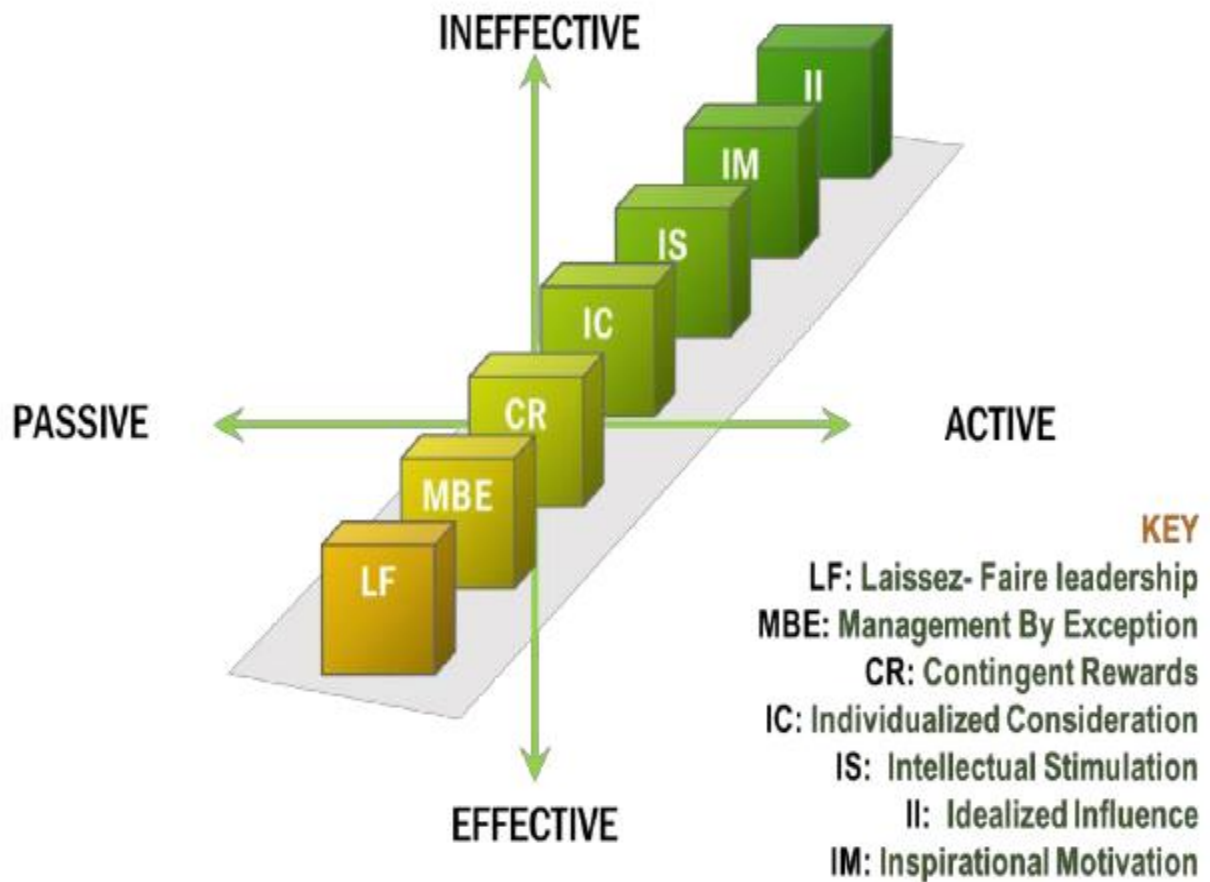 INEFFECTIVE
II
IM
IS
IC
CR
MBE
LF
PASSIVE
ACTIVE
EFFECTIVE
KEY
LF: Laissez- Faire leadership
MBE: Management By Exception
CR: Contingent Rewards
IC: Individualized Consideration
IS: Intellectual Stimulation
II: Idealized Influence
IM: Inspirational Motivation